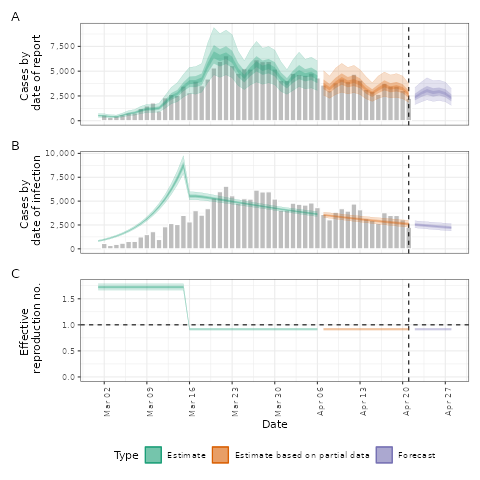 A
Cases by
date of report
7,500
5,000
2,500
0
B
Cases by
date of infection
10,000
7,500
5,000
2,500
0
C
Effective
reproduction no.
1.5
1.0
0.5
0.0
Mar 02
Mar 09
Mar 16
Mar 23
Mar 30
Apr 06
Apr 13
Apr 20
Apr 27
Date
Type
Estimate
Estimate based on partial data
Forecast